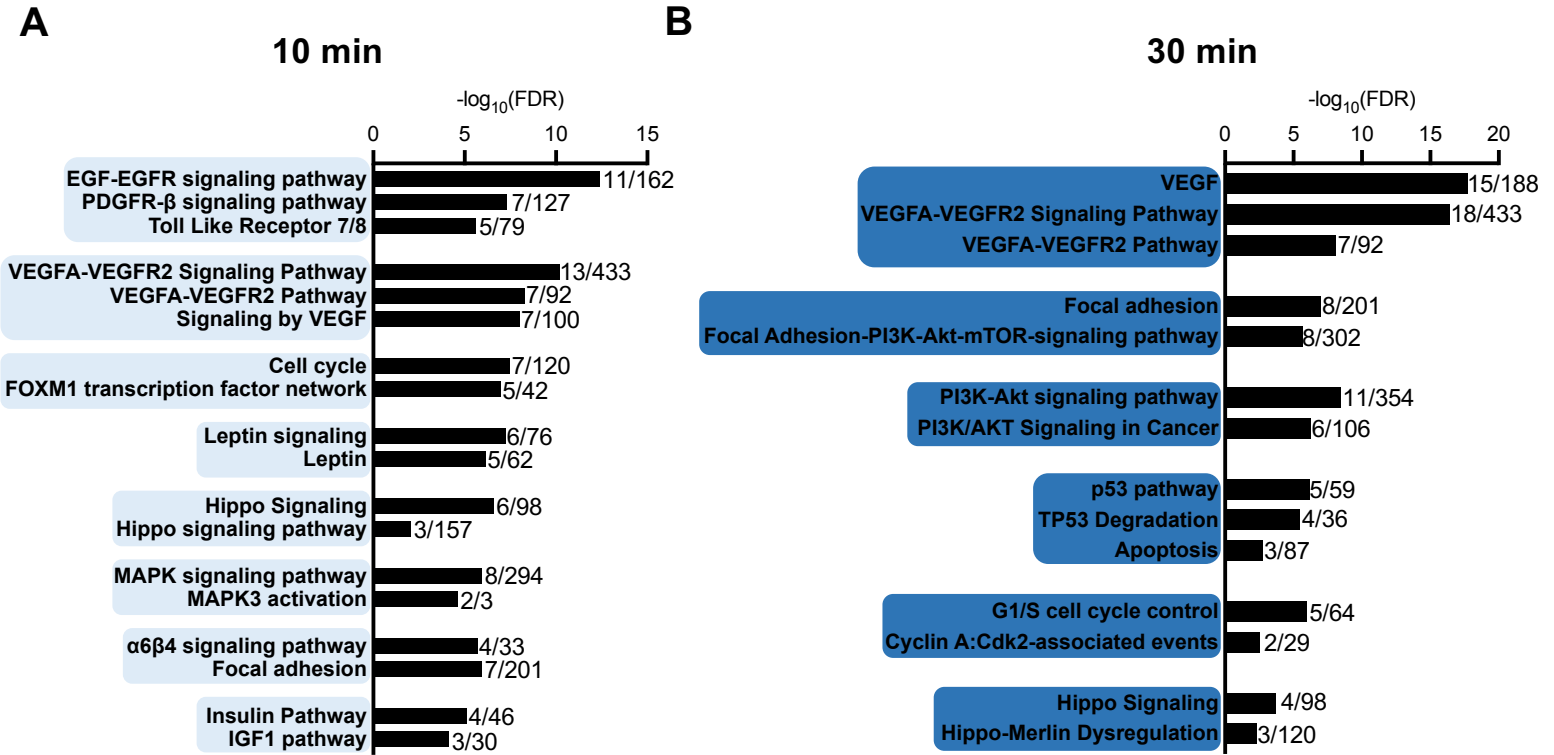 A
10 min
-log10(FDR)
0 5 10 15
EGF-EGFR signaling pathway 11/162
PDGFR-β signaling pathway 7/127
Toll Like Receptor 7/8 5/79
VEGFA-VEGFR2 Signaling Pathway 13/433
VEGFA-VEGFR2 Pathway 7/92
Signaling by VEGF 7/100
Cell cycle 7/120
FOXM1 transcription factor network 5/42
Leptin signaling 6/76
Leptin 5/62
Hippo Signaling 6/98
Hippo signaling pathway 3/157
MAPK signaling pathway 8/294
MAPK3 activation 2/3
α6β4 signaling pathway 4/33
Focal adhesion 7/201
Insulin Pathway 4/46
IGF1 pathway 3/30
B
30 min
-log10(FDR)
0 5 10 15 20
VEGF 15/188
VEGFA-VEGFR2 Signaling Pathway 18/433
VEGFA-VEGFR2 Pathway 7/92
Focal adhesion 8/201
Focal Adhesion-PI3K-Akt-mTOR-signaling pathway 8/302
PI3K-Akt signaling pathway 11/354
PI3K/AKT Signaling in Cancer 6/106
p53 pathway 5/59
TP53 Degradation 4/36
Apoptosis 3/87
G1/S cell cycle control 5/64
Cyclin A:Cdk2-associated events 2/29
Hippo Signaling 4/98
Hippo-Merlin Dysregulation 3/120